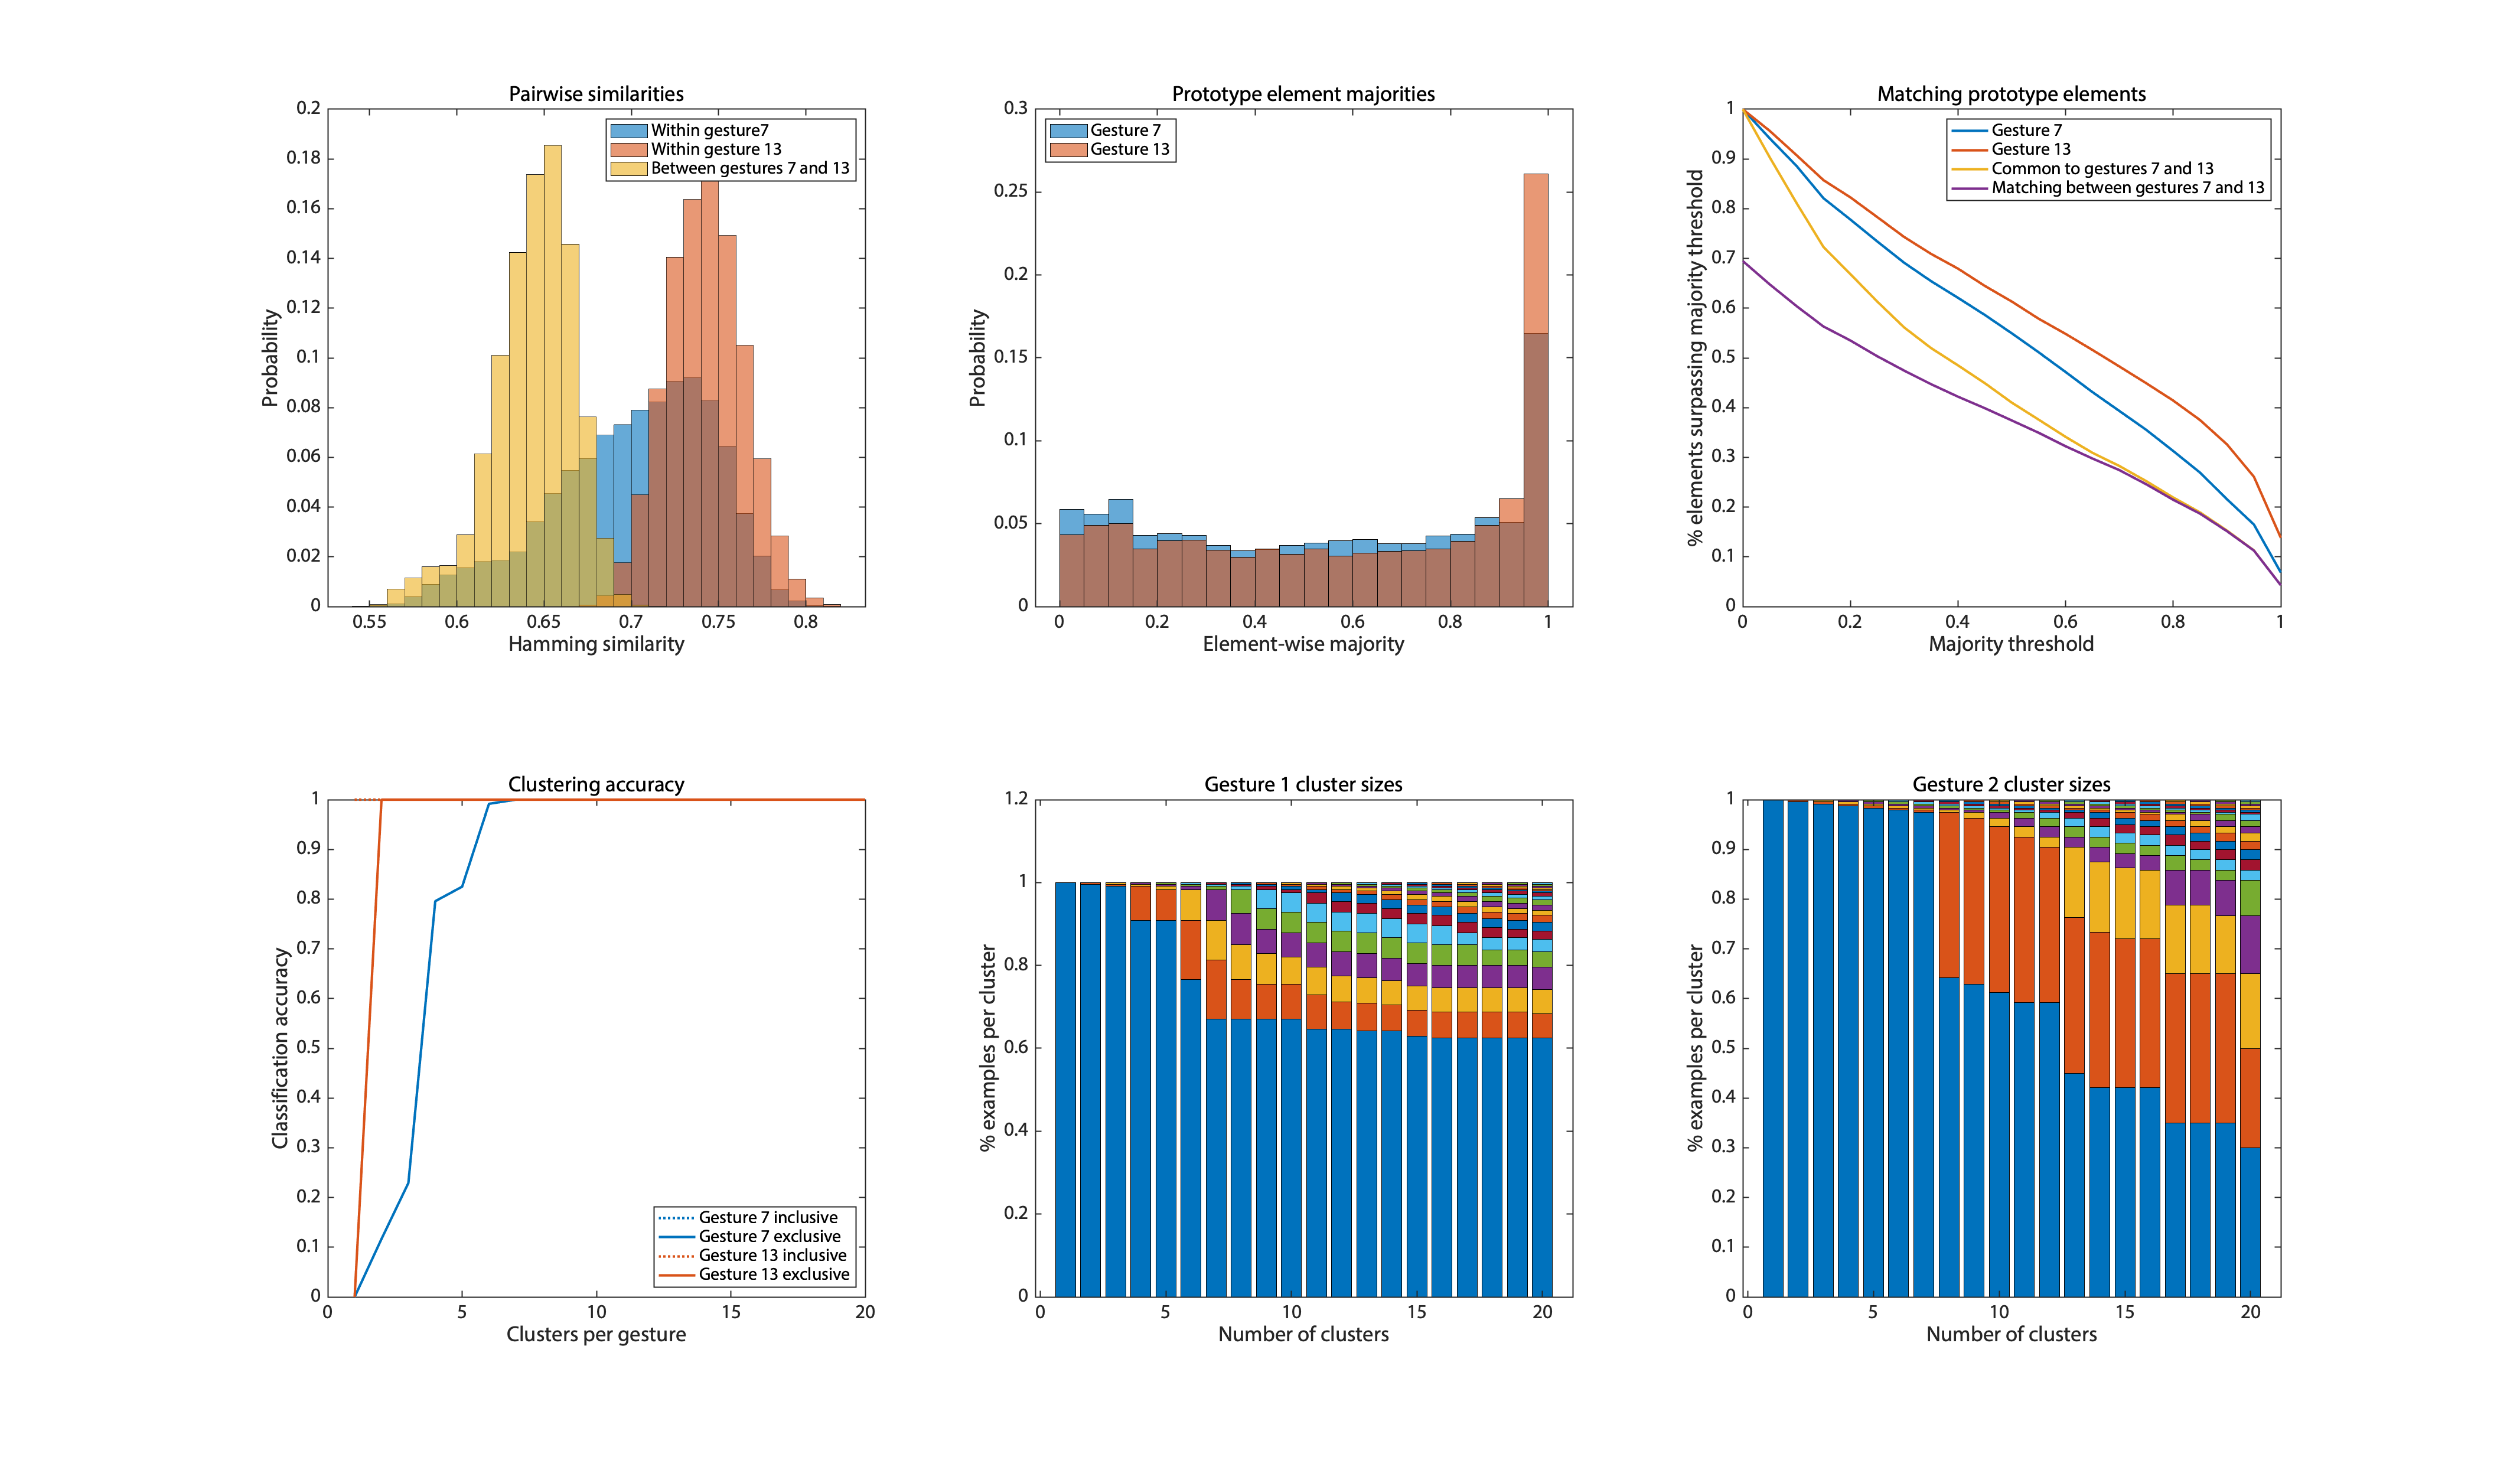 Pairwise similarities
0.2
0.18
0.16
0.14
0.12
0.1
0.08
0.06
0.04
0.02
0
Probability
Within gesture7
Within gesture 13
Between gestures 7 and 13
0.55 0.6 0.65 0.7 0.75 0.8
Hamming similarity
Prototype element majorities
0.3
0.25
0.2
0.15
0.1
0.05
0
Probability
Gesture 7
Gesture 13
0 0.2 0.4 0.6 0.8 1
Element-wise majority
Matching prototype elements
1
0.9
0.8
0.7
0.6
0.5
0.4
0.3
0.2
0.1
0
% elements surpassing majority threshold
Gesture 7
Gesture 13
Common to gestures 7 and 13
Matching between gestures 7 and 13
0 0.2 0.4 0.6 0.8 1
Majority threshold
Clustering accuracy
1
0.9
0.8
0.7
0.6
0.5
0.4
0.3
0.2
0.1
0
Classification accuracy
Gesture 7 inclusive
Gesture 7 exclusive
Gesture 13 inclusive
Gesture 13 exclusive
0 5 10 15 20
Clusters per gesture
Gesture 1 cluster sizes
1.2
1
0.8
0.6
0.4
0.2
0
% examples per cluster
0 5 10 15 20
Number of clusters
Gesture 2 cluster sizes
1
0.9
0.8
0.7
0.6
0.5
0.4
0.3
0.2
0.1
0
% examples per cluster
0 5 10 15 20
Number of clusters